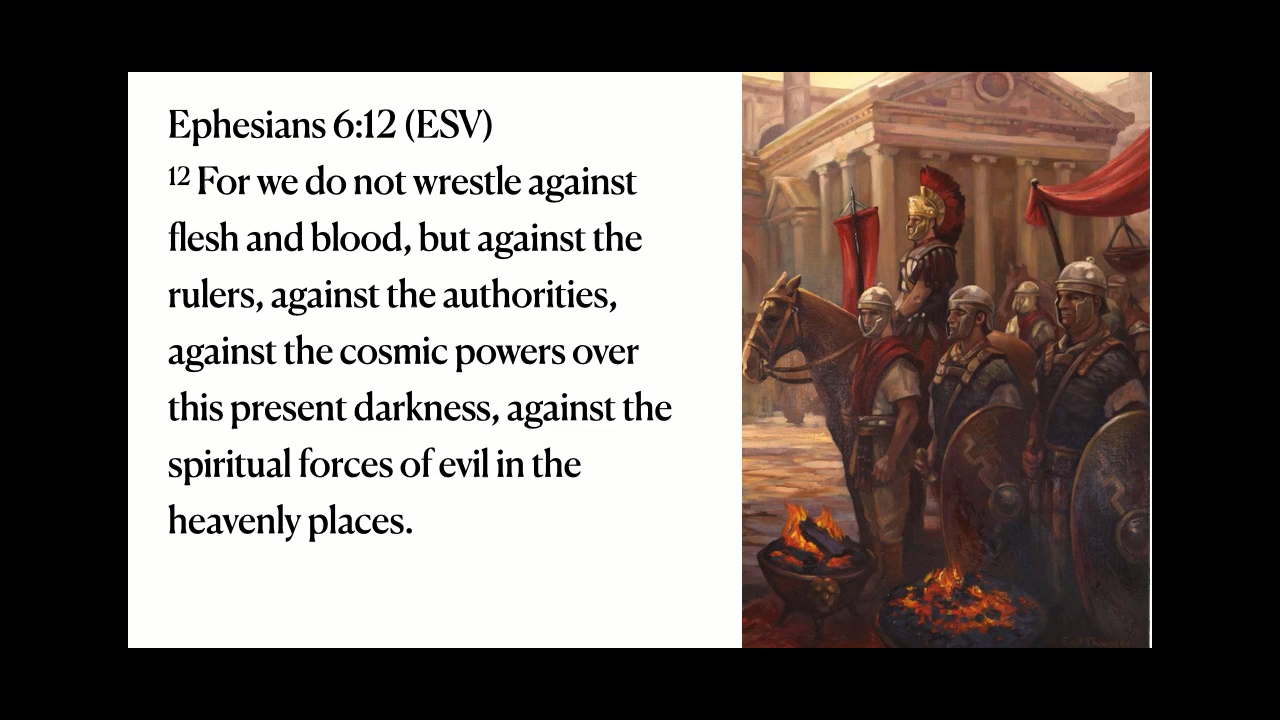 Ephesians 6:12 (ESV)
12 For we do not wrestle against
flesh and blood, but against the
rulers, against the authorities,
against the cosmic powers over
this present darkness, against the
spiritual forces of evil in the
heavenly places.